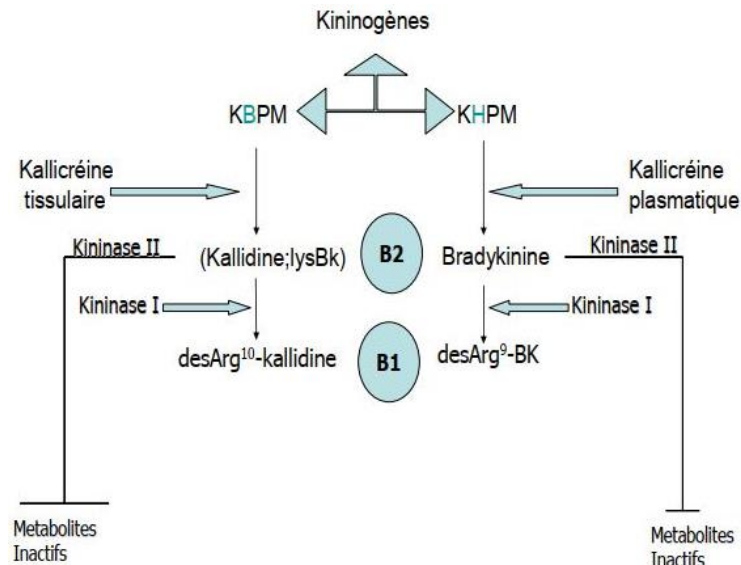 Kininogènes
KBPM
KHPM
Kallicréine
tissulaire
Kallicréine
plasmatique
Kininase II
(Kallidine;lysBk)
B2
Bradykinine
Kininase II
Kininase I
Kininase I
desArg¹⁰-kallidine
B1
desArg⁹-BK
Metabolites
Inactifs
Metabolites
Inactifs